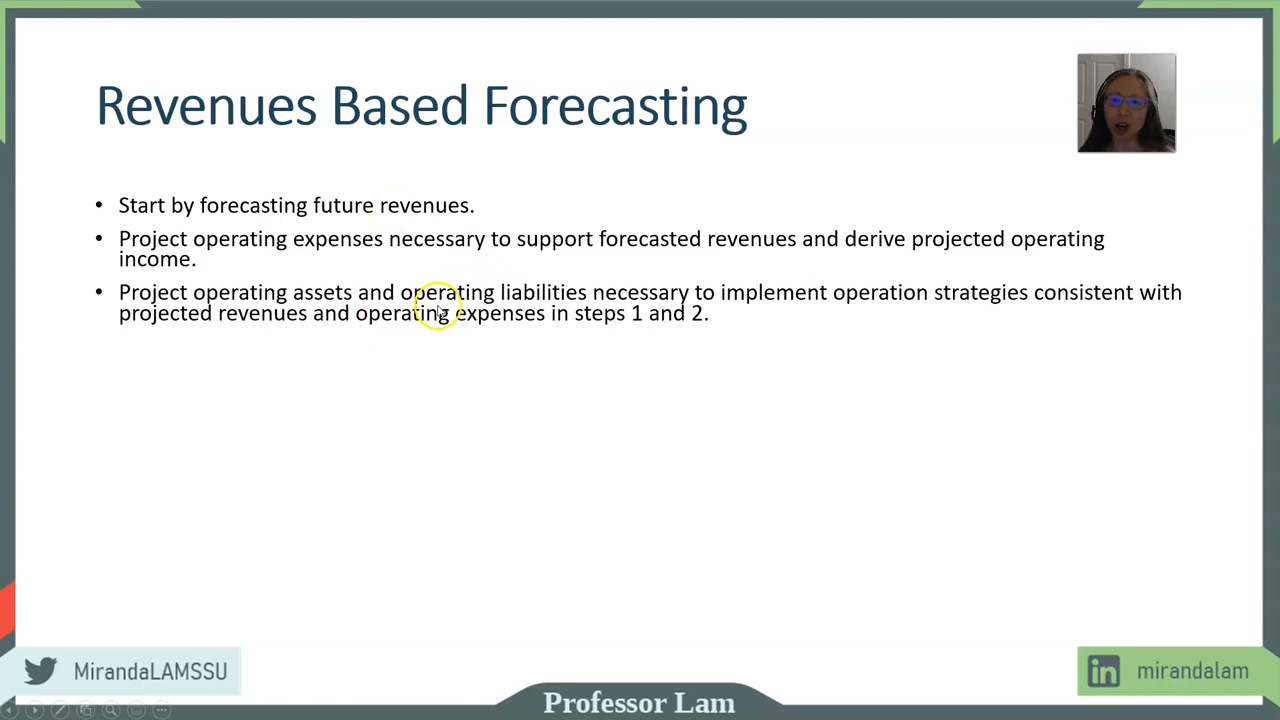 Revenues Based Forecasting
• Start by forecasting future revenues.
• Project operating expenses necessary to support forecasted revenues and derive projected operating
income.
• Project operating assets and operating liabilities necessary to implement operation strategies consistent with
projected revenues and operating expenses in steps 1 and 2.
MirandaLAMSSU
in mirandalam
Professor Lam